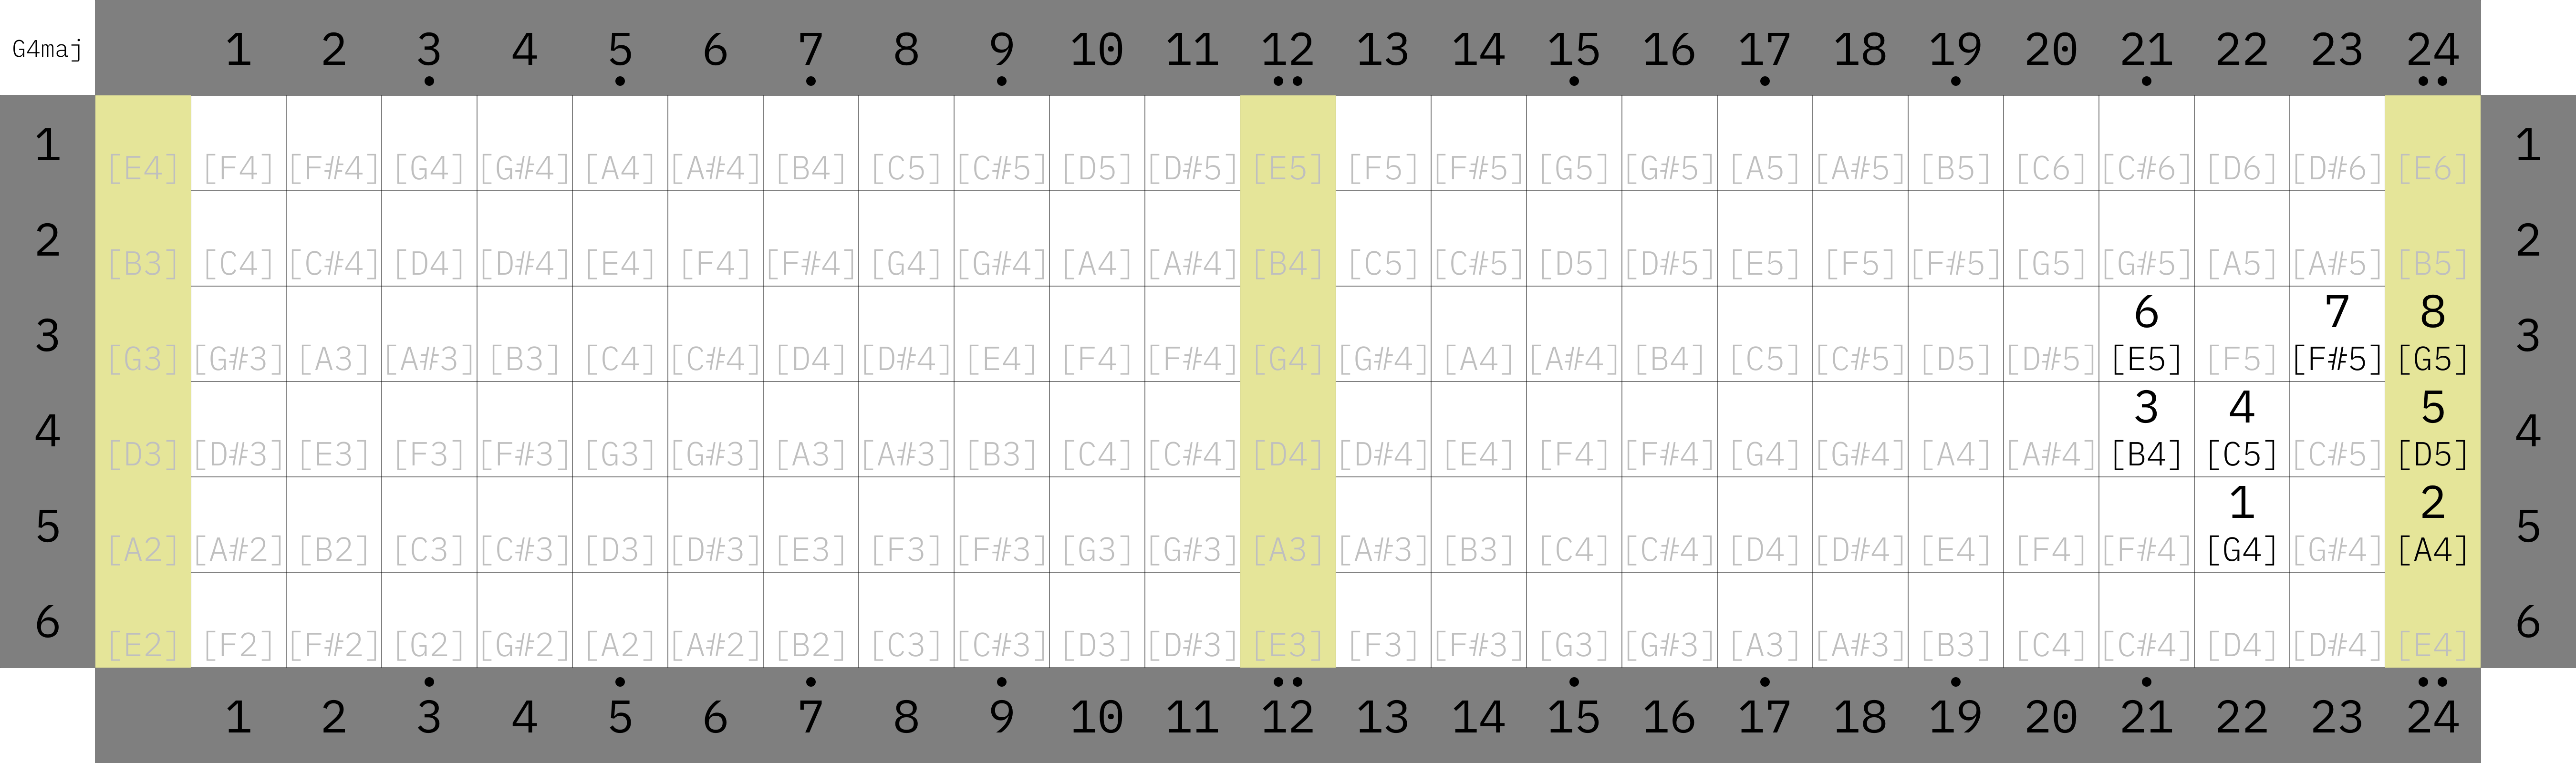 G4maj
1 2 3 4 5 6 7 8 9 10 11 12 13 14 15 16 17 18 19 20 21 22 23 24
1 1
[E4] [F4] [F#4] [G4] [G#4] [A4] [A#4] [B4] [C5] [C#5] [D5] [D#5] [E5] [F5] [F#5] [G5] [G#5] [A5] [A#5] [B5] [C6] [C#6] [D6] [D#6] [E6]
2 2
[B3] [C4] [C#4] [D4] [D#4] [E4] [F4] [F#4] [G4] [G#4] [A4] [A#4] [B4] [C5] [C#5] [D5] [D#5] [E5] [F5] [F#5] [G5] [G#5] [A5] [A#5] [B5]
6 7 8
3 3
[G3] [G#3] [A3] [A#3] [B3] [C4] [C#4] [D4] [D#4] [E4] [F4] [F#4] [G4] [G#4] [A4] [A#4] [B4] [C5] [C#5] [D5] [D#5] [E5] [F5] [F#5] [G5]
3 4 5
4 4
[D3] [D#3] [E3] [F3] [F#3] [G3] [G#3] [A3] [A#3] [B3] [C4] [C#4] [D4] [D#4] [E4] [F4] [F#4] [G4] [G#4] [A4] [A#4] [B4] [C5] [C#5] [D5]
1 2
5 5
[A2] [A#2] [B2] [C3] [C#3] [D3] [D#3] [E3] [F3] [F#3] [G3] [G#3] [A3] [A#3] [B3] [C4] [C#4] [D4] [D#4] [E4] [F4] [F#4] [G4] [G#4] [A4]
6 6
[E2] [F2] [F#2] [G2] [G#2] [A2] [A#2] [B2] [C3] [C#3] [D3] [D#3] [E3] [F3] [F#3] [G3] [G#3] [A3] [A#3] [B3] [C4] [C#4] [D4] [D#4] [E4]
1 2 3 4 5 6 7 8 9 10 11 12 13 14 15 16 17 18 19 20 21 22 23 24